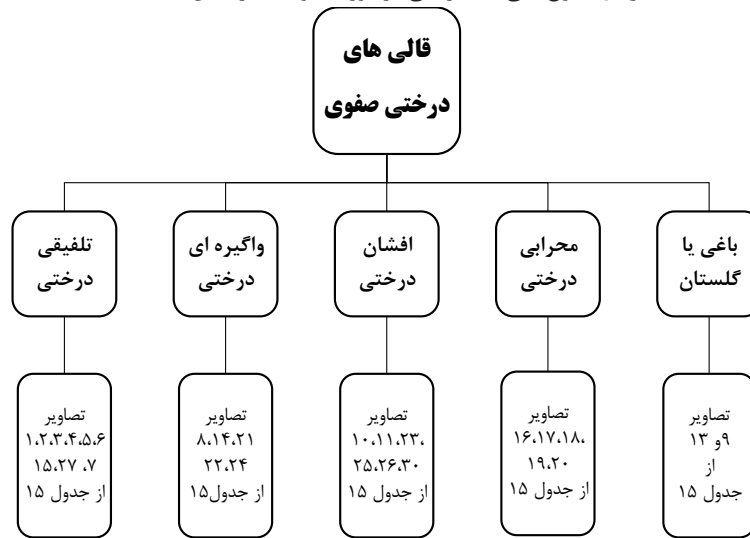 قالی های
درختی صفوی
باغی یا
گلستان
محرابی
درختی
افشان
درختی
واگیره ای
درختی
تلفیقی
درختی
تصاویر
۹و ۱۳
از
جدول ۱۵
تصاویر
۱۶،۱۷،۱۸،
۱۹،۲۰
از جدول ۱۵
تصاویر
۱۰،۱۱،۲۳،
۲۵،۲۶،۳۰
از جدول ۱۵
تصاویر
۸،۱۴،۲۱
۲۲،۲۴
از جدول۱۵
تصاویر
۱،۲،۳،۴،۵،۶
۷، ۱۵،۲۷
از جدول ۱۵